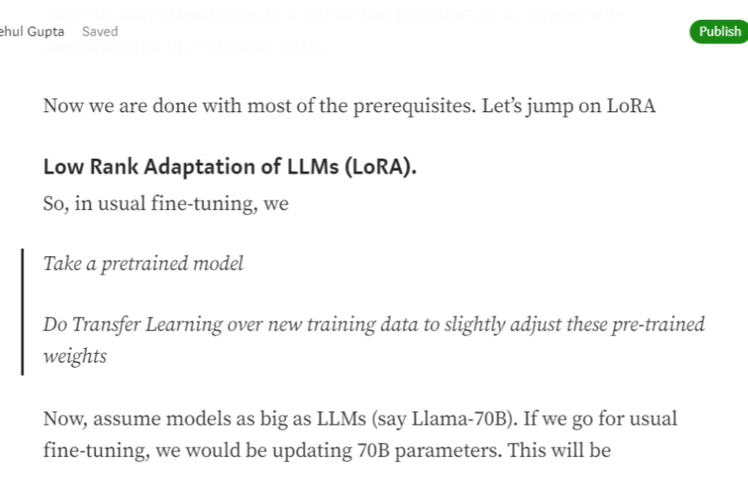 ehul Gupta Saved Publish
Now we are done with most of the prerequisites. Let's jump on LoRA
Low Rank Adaptation of LLMs (LoRA).
So, in usual fine-tuning, we
Take a pretrained model
Do Transfer Learning over new training data to slightly adjust these pre-trained
weights
Now, assume models as big as LLMs (say Llama-70B). If we go for usual
fine-tuning, we would be updating 70B parameters. This will be